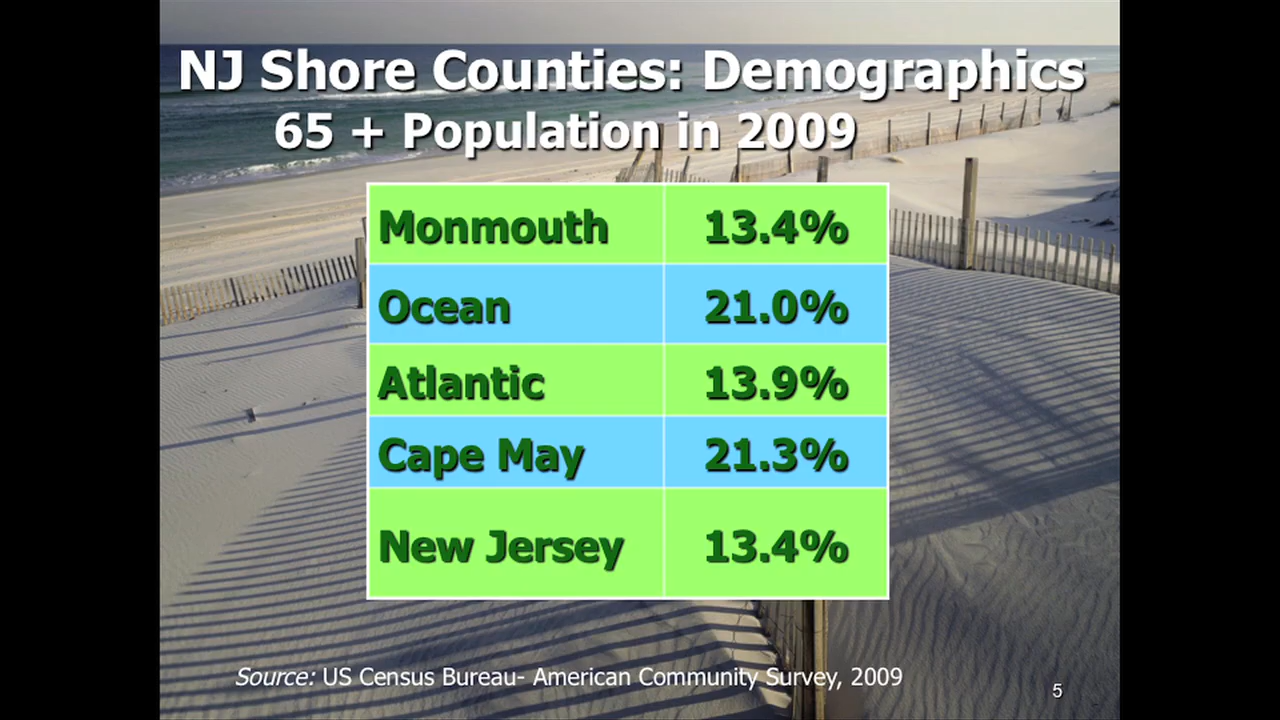 NJ Shore Counties: Demographics
65 + Population in 2009
Monmouth 13.4%
Ocean 21.0%
Atlantic 13.9%
Cape May 21.3%
New Jersey 13.4%
Source: US Census Bureau- American Community Survey, 2009
5